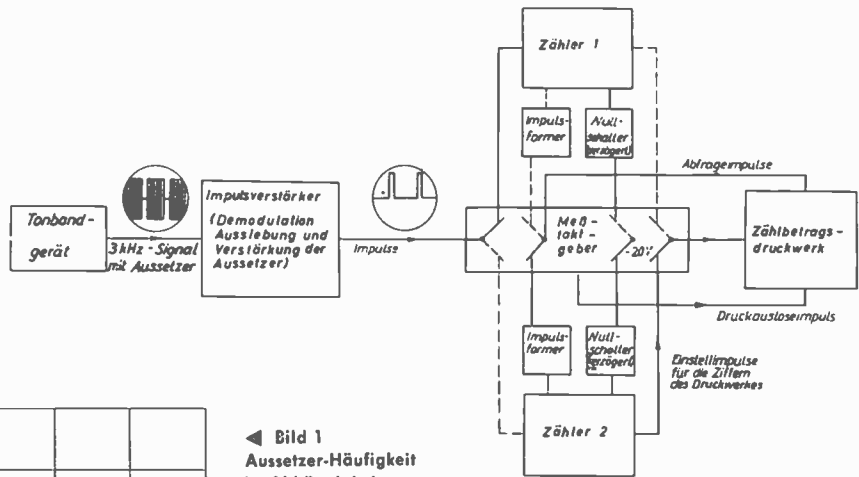 Zähler 1
Impuls-
former
Null-
schalter
(verzögert)
Abfrageimpulse
Tonband-
gerät
3 kHz - Signal
mit Aussetzer
Impulsverstärker
(Demodulation
Aussiebung und
Verstärkung der
Aussetzer)
Impulse
Meß-
takt-
geber
-20V
Zählbetrags-
druckwerk
Druckauslöseimpuls
Impuls-
former
Null-
schalter
(verzögert)
Einstellimpulse
für die Ziffern
des Druckwerkes
Zähler 2
◄ Bild 1
Aussetzer-Häufigkeit